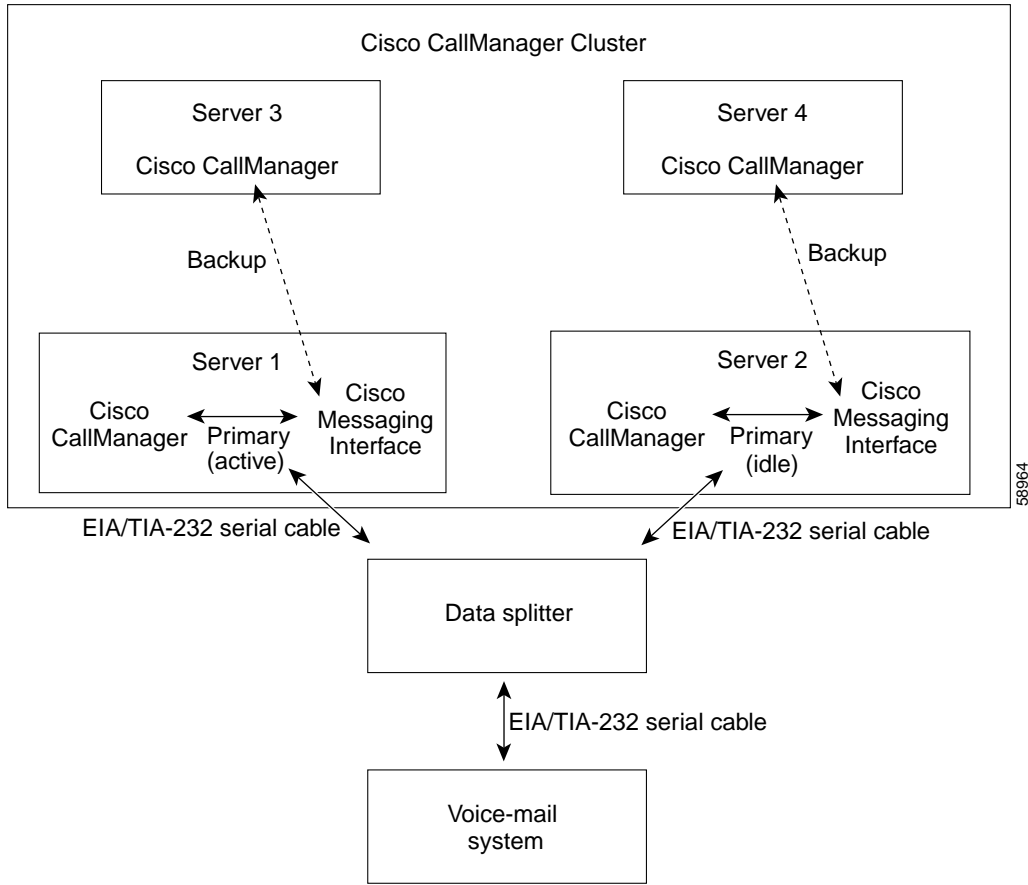 Cisco CallManager Cluster
Server 3
Cisco CallManager
Server 4
Cisco CallManager
Backup
Backup
Server 1
Cisco
CallManager
Primary
(active)
Cisco
Messaging
Interface
Server 2
Cisco
CallManager
Primary
(idle)
Cisco
Messaging
Interface
58964
EIA/TIA-232 serial cable
EIA/TIA-232 serial cable
Data splitter
EIA/TIA-232 serial cable
Voice-mail
system